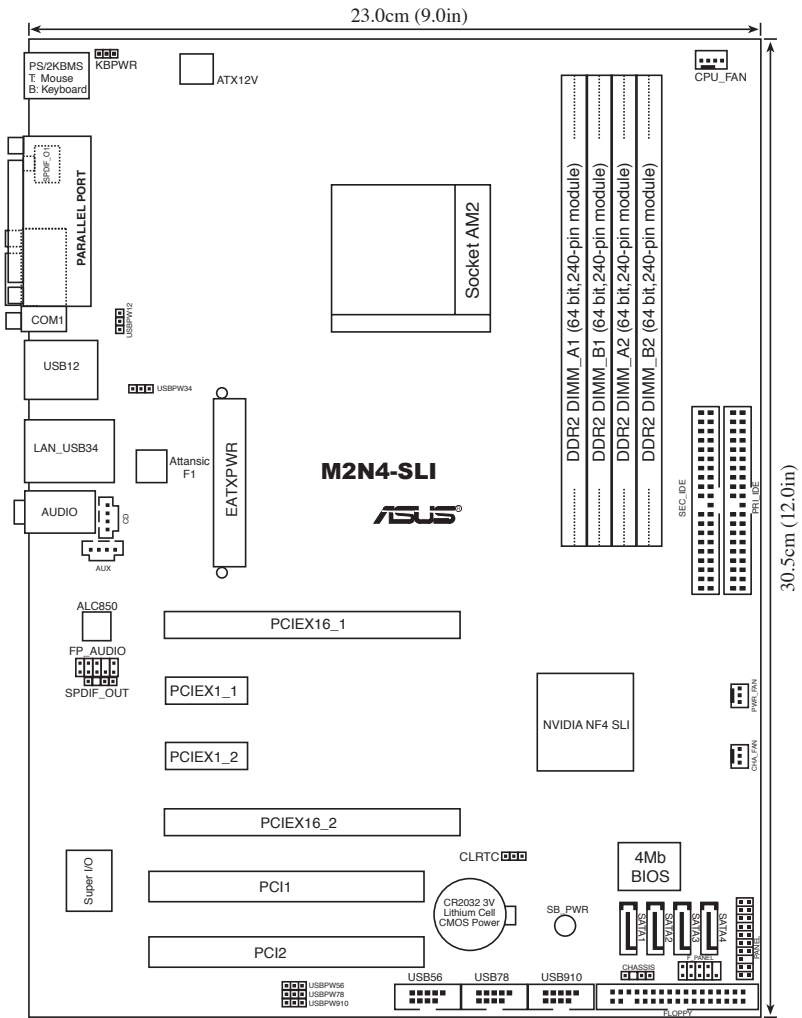 23.0cm (9.0in)
PS/2KBMS
T: Mouse
B: Keyboard
KBPWR
ATX12V
CPU_FAN
SPDIF_O1
PARALLEL PORT
Socket AM2
DDR2 DIMM_A1 (64 bit,240-pin module)
DDR2 DIMM_B1 (64 bit,240-pin module)
DDR2 DIMM_A2 (64 bit,240-pin module)
DDR2 DIMM_B2 (64 bit,240-pin module)
COM1
USBPW12
USB12
USBPW34
LAN_USB34
Attansic
F1
EATXPWR
M2N4-SLI
ASUS
®
SEC_IDE
PRI_IDE
30.5cm (12.0in)
AUDIO
CD
AUX
ALC850
FP_AUDIO
SPDIF_OUT
PCIEX16_1
PCIEX1_1
NVIDIA NF4 SLI
PWR_FAN
PCIEX1_2
CHA_FAN
PCIEX16_2
CLRTC
4Mb
BIOS
Super I/O
PCI1
CR2032 3V
Lithium Cell
CMOS Power
SB_PWR
SATA1
SATA2
SATA3
SATA4
PANEL
PCI2
F_PANEL
CHASSIS
USBPW56
USBPW78
USBPW910
USB56
USB78
USB910
FLOPPY